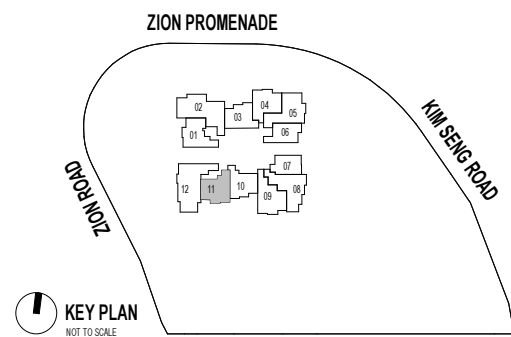 ZION PROMENADE
KIM SENG ROAD
ZION ROAD
02
03
04
05
01
06
12
11
10
07
09
08
KEY PLAN
NOT TO SCALE